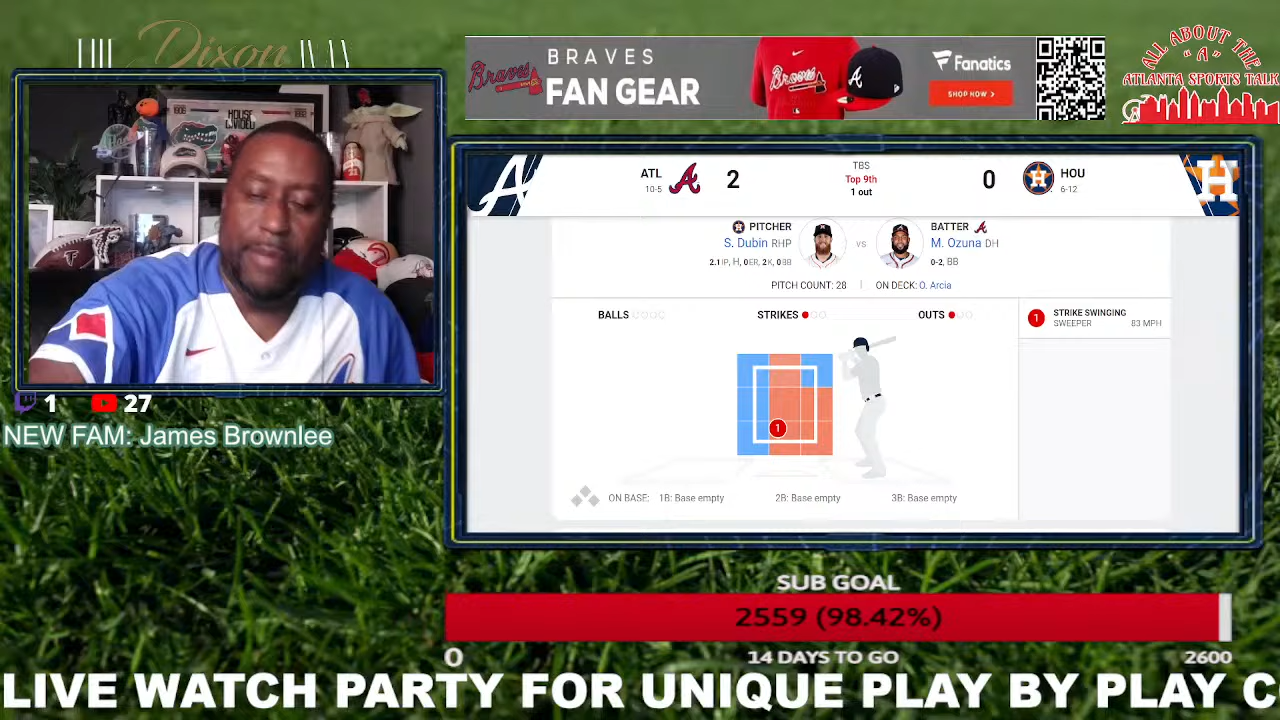 Dixon
BRAVES
FAN GEAR
Braves
Braves
Fanatics
SHOP NOW >
ALL ABOUT THE
"A"
ATLANTA SPORTS TALK
HOUSE
DIVIDED
ATL
10-5
2
TBS
Top 9th
1 out
0
HOU
6-12
PITCHER
S. Dubin RHP
2.1 IP, H, 0 ER, 2 K, 0 BB
vs
BATTER
M. Ozuna DH
0-2, BB
PITCH COUNT: 28 | ON DECK: O. Arcia
BALLS
STRIKES
OUTS
1 STRIKE SWINGING
SWEEPER 83 MPH
1
ON BASE: 1B: Base empty 2B: Base empty 3B: Base empty
1 27
NEW FAM: James Brownlee
SUB GOAL
2559 (98.42%)
0 14 DAYS TO GO 2600
LIVE WATCH PARTY FOR UNIQUE PLAY BY PLAY C